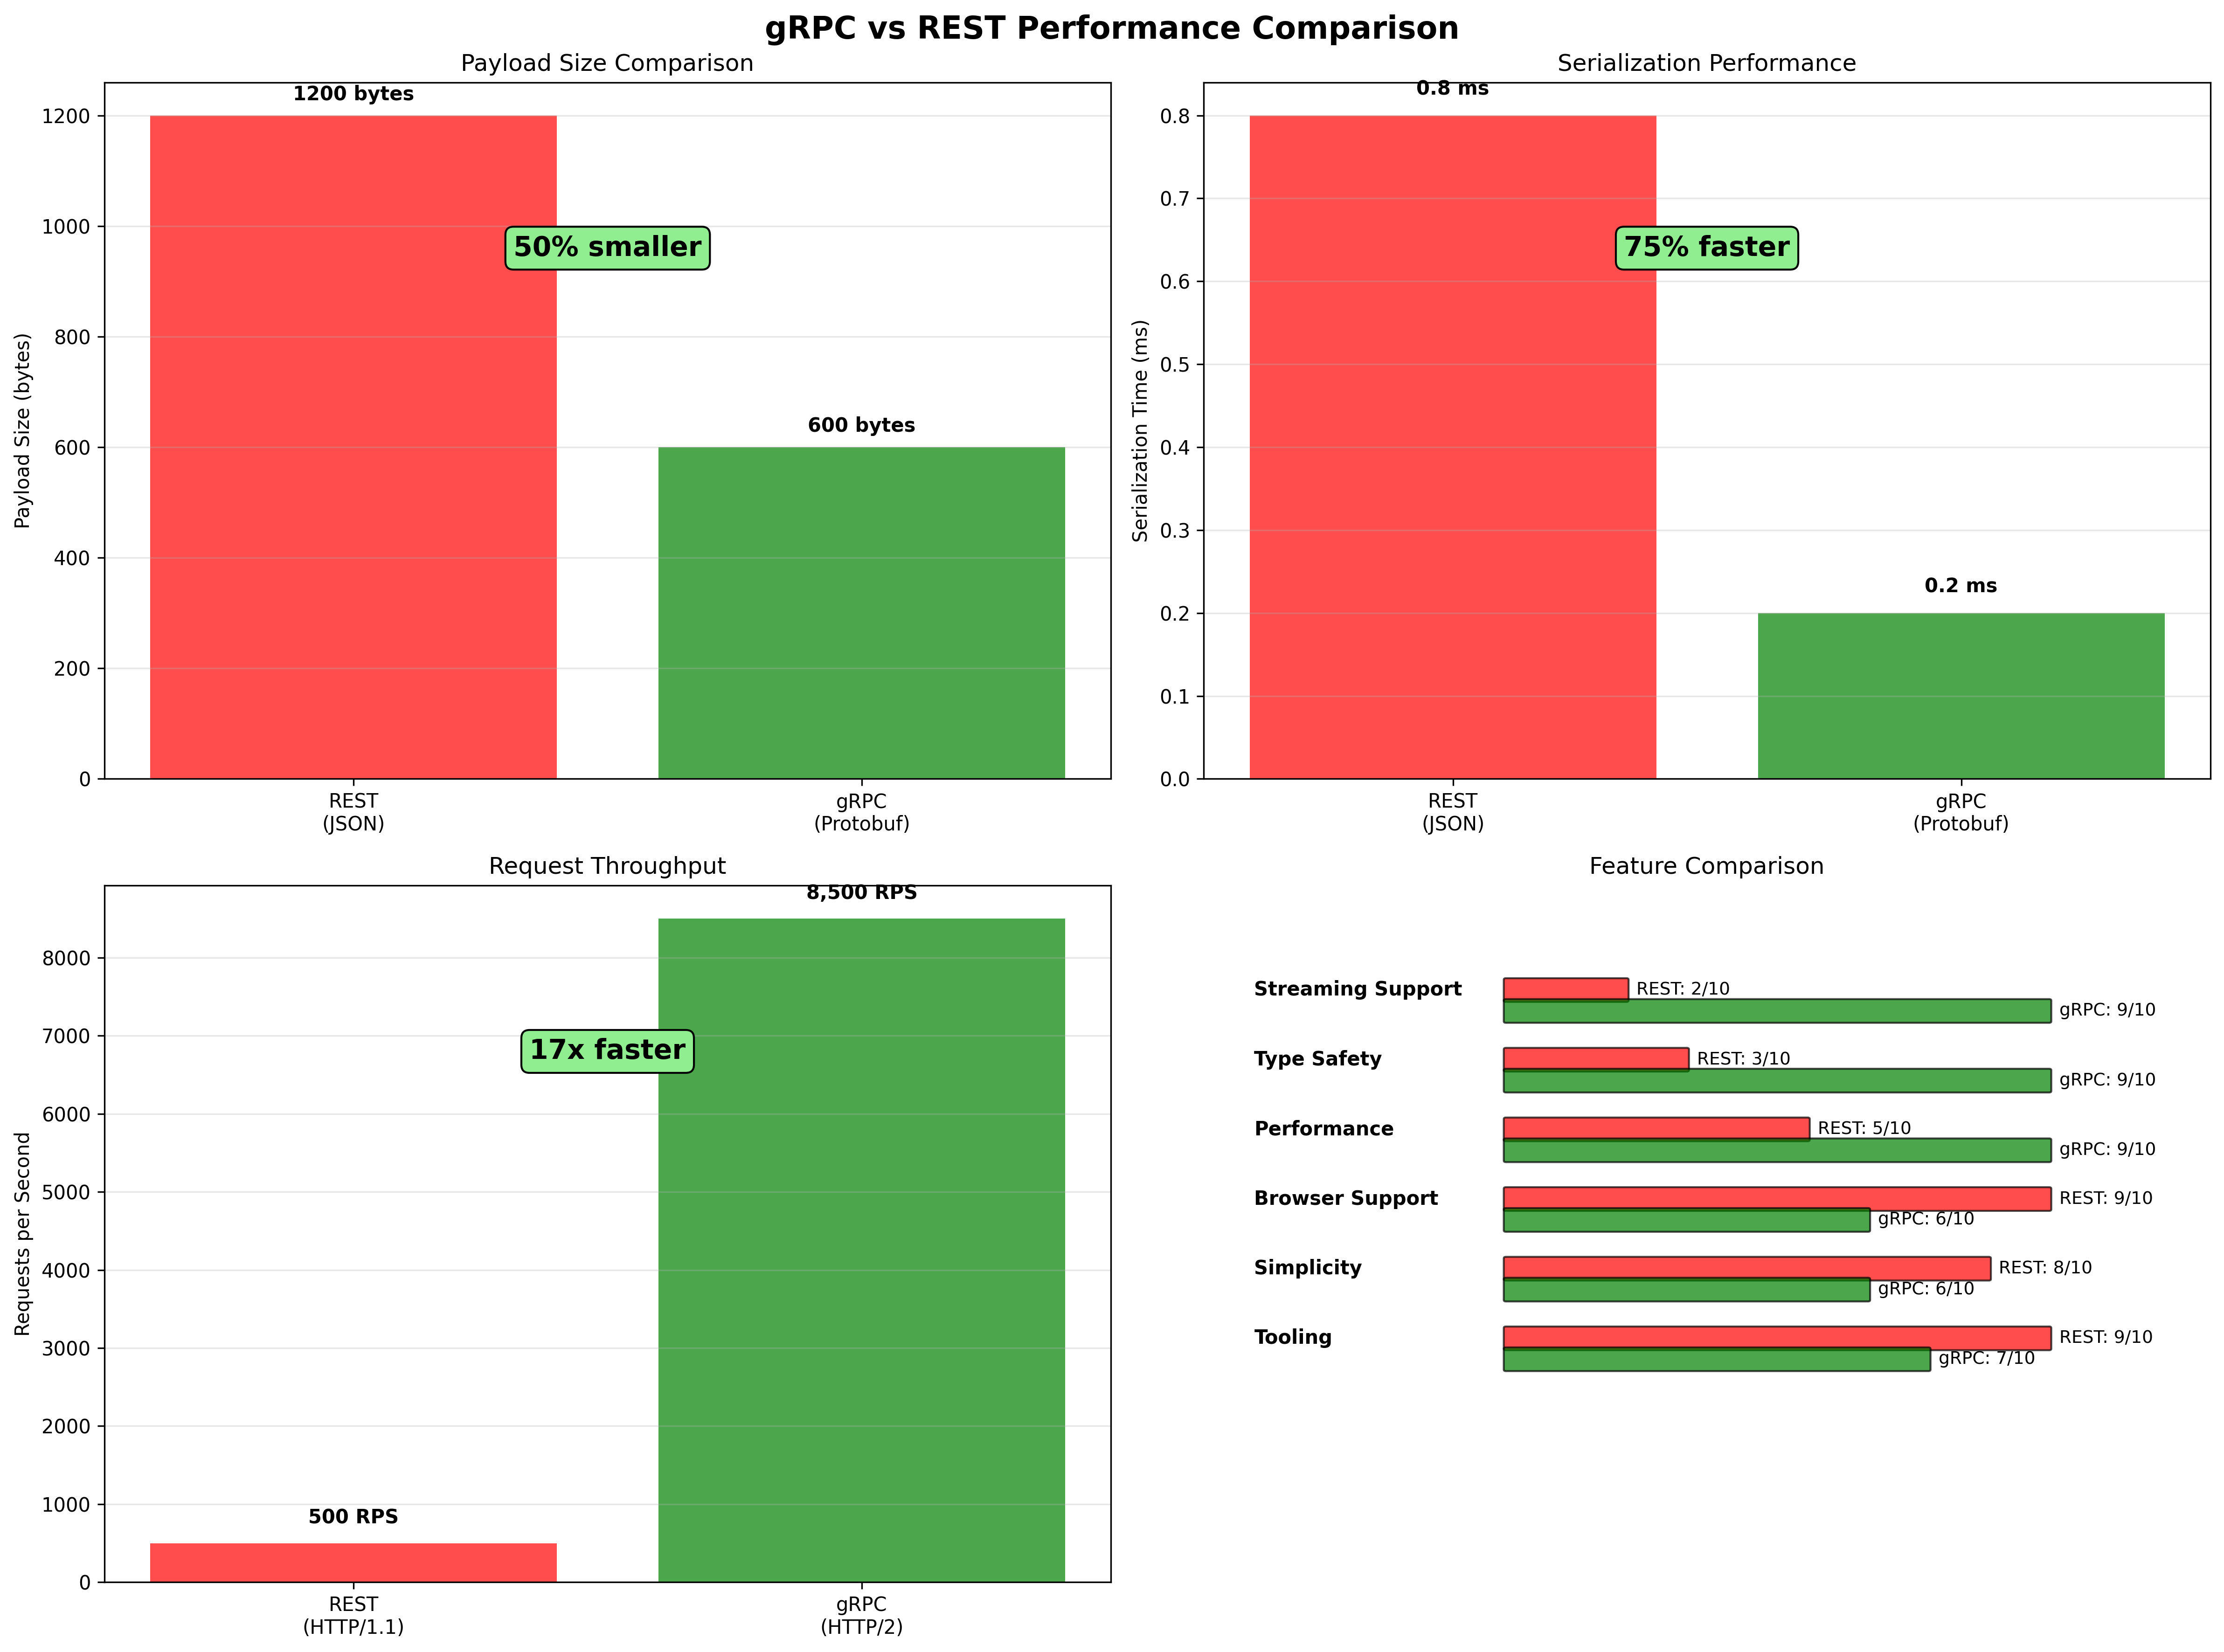 gRPC vs REST Performance Comparison
Payload Size Comparison
1200 bytes
50% smaller
600 bytes
Payload Size (bytes)
1200
1000
800
600
400
200
0
REST
(JSON)
gRPC
(Protobuf)
Serialization Performance
0.8 ms
75% faster
0.2 ms
Serialization Time (ms)
0.8
0.7
0.6
0.5
0.4
0.3
0.2
0.1
0.0
REST
(JSON)
gRPC
(Protobuf)
Request Throughput
8,500 RPS
17x faster
500 RPS
Requests per Second
8000
7000
6000
5000
4000
3000
2000
1000
0
REST
(HTTP/1.1)
gRPC
(HTTP/2)
Feature Comparison
Streaming Support
REST: 2/10
gRPC: 9/10
Type Safety
REST: 3/10
gRPC: 9/10
Performance
REST: 5/10
gRPC: 9/10
Browser Support
REST: 9/10
gRPC: 6/10
Simplicity
REST: 8/10
gRPC: 6/10
Tooling
REST: 9/10
gRPC: 7/10